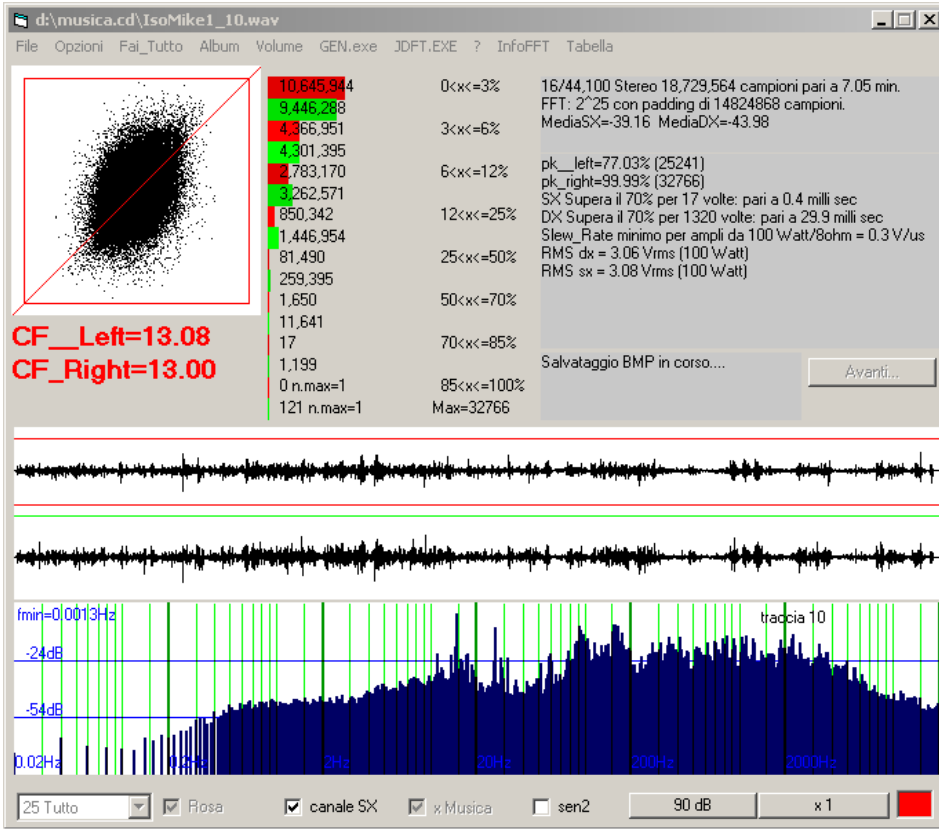 d:\musica.cd\IsoMike1_10.wav
File Opzioni Fai_Tutto Album Volume GEN.exe JDFT.EXE ? InfoFFT Tabella
10,645,944 0<x<=3%
9,446,288
4,366,951 3<x<=6%
4,301,395
2,783,170 6<x<=12%
3,262,571
850,342 12<x<=25%
1,446,954
81,490 25<x<=50%
259,395
1,650 50<x<=70%
11,641
17 70<x<=85%
1,199
0 n.max=1 85<x<=100%
121 n.max=1 Max=32766
CF__Left=13.08
CF_Right=13.00
16/44,100 Stereo 18,729,564 campioni pari a 7.05 min.
FFT: 2^25 con padding di 14824868 campioni.
MediaSX=-39.16 MediaDX=-43.98
pk__left=77.03% (25241)
pk_right=99.99% (32766)
SX Supera il 70% per 17 volte: pari a 0.4 milli sec
DX Supera il 70% per 1320 volte: pari a 29.9 milli sec
Slew_Rate minimo per ampli da 100 Watt/8ohm = 0.3 V/us
RMS dx = 3.06 Vrms (100 Watt)
RMS sx = 3.08 Vrms (100 Watt)
Salvataggio BMP in corso....
Avanti...
fmin=0.0013Hz traccia 10
-24dB
-54dB
0.02Hz 0.2Hz 2Hz 20Hz 200Hz 2000Hz
25 Tutto Rosa canale SX x Musica sen2 90 dB x 1